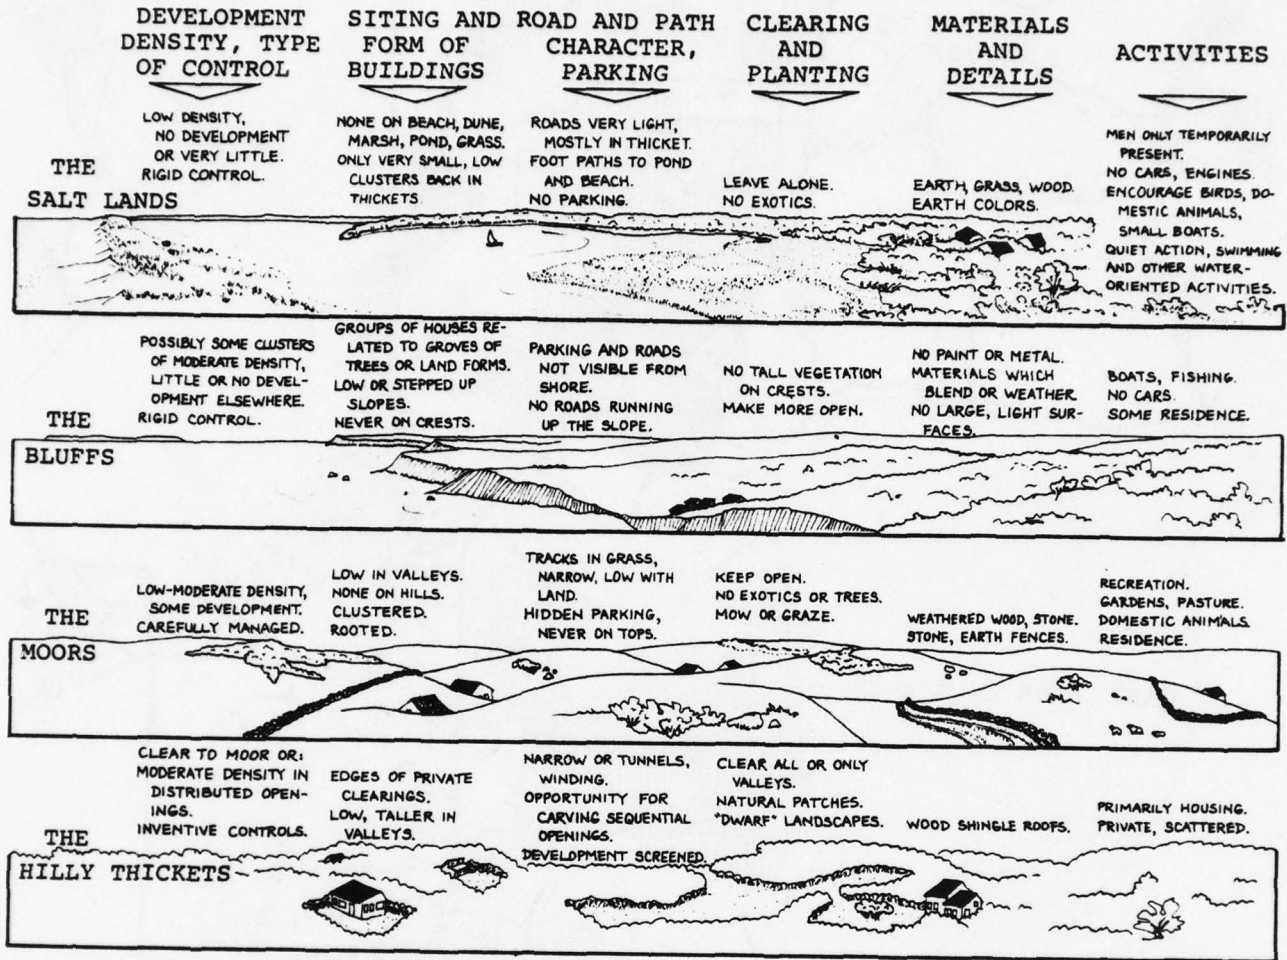 DEVELOPMENT
DENSITY, TYPE
OF CONTROL
SITING AND
FORM OF
BUILDINGS
ROAD AND PATH
CHARACTER,
PARKING
CLEARING
AND
PLANTING
MATERIALS
AND
DETAILS
ACTIVITIES
THE
SALT LANDS
LOW DENSITY,
NO DEVELOPMENT
OR VERY LITTLE.
RIGID CONTROL.
NONE ON BEACH, DUNE,
MARSH, POND, GRASS.
ONLY VERY SMALL, LOW
CLUSTERS BACK IN
THICKETS
ROADS VERY LIGHT,
MOSTLY IN THICKET.
FOOT PATHS TO POND
AND BEACH.
NO PARKING.
LEAVE ALONE.
NO EXOTICS.
EARTH, GRASS, WOOD.
EARTH COLORS.
MEN ONLY TEMPORARILY
PRESENT.
NO CARS, ENGINES.
ENCOURAGE BIRDS, DO-
MESTIC ANIMALS,
SMALL BOATS.
QUIET ACTION, SWIMMING
AND OTHER WATER-
ORIENTED ACTIVITIES.
THE
BLUFFS
POSSIBLY SOME CLUSTERS
OF MODERATE DENSITY,
LITTLE OR NO DEVEL-
OPMENT ELSEWHERE.
RIGID CONTROL.
GROUPS OF HOUSES RE-
LATED TO GROVES OF
TREES OR LAND FORMS.
LOW OR STEPPED UP
SLOPES.
NEVER ON CRESTS.
PARKING AND ROADS
NOT VISIBLE FROM
SHORE.
NO ROADS RUNNING
UP THE SLOPE.
NO TALL VEGETATION
ON CRESTS.
MAKE MORE OPEN.
NO PAINT OR METAL.
MATERIALS WHICH
BLEND OR WEATHER.
NO LARGE, LIGHT SUR-
FACES.
BOATS, FISHING.
NO CARS.
SOME RESIDENCE.
THE
MOORS
LOW-MODERATE DENSITY,
SOME DEVELOPMENT.
CAREFULLY MANAGED.
LOW IN VALLEYS.
NONE ON HILLS.
CLUSTERED.
ROOTED.
TRACKS IN GRASS,
NARROW, LOW WITH
LAND.
HIDDEN PARKING,
NEVER ON TOPS.
KEEP OPEN.
NO EXOTICS OR TREES.
MOW OR GRAZE.
WEATHERED WOOD, STONE.
STONE, EARTH FENCES.
RECREATION.
GARDENS, PASTURE.
DOMESTIC ANIMALS.
RESIDENCE.
THE
HILLY THICKETS
CLEAR TO MOOR OR:
MODERATE DENSITY IN
DISTRIBUTED OPEN-
INGS.
INVENTIVE CONTROLS.
EDGES OF PRIVATE
CLEARINGS.
LOW, TALLER IN
VALLEYS.
NARROW OR TUNNELS,
WINDING.
OPPORTUNITY FOR
CARVING SEQUENTIAL
OPENINGS.
DEVELOPMENT SCREENED.
CLEAR ALL OR ONLY
VALLEYS.
NATURAL PATCHES.
"DWARF" LANDSCAPES.
WOOD SHINGLE ROOFS.
PRIMARILY HOUSING.
PRIVATE, SCATTERED.